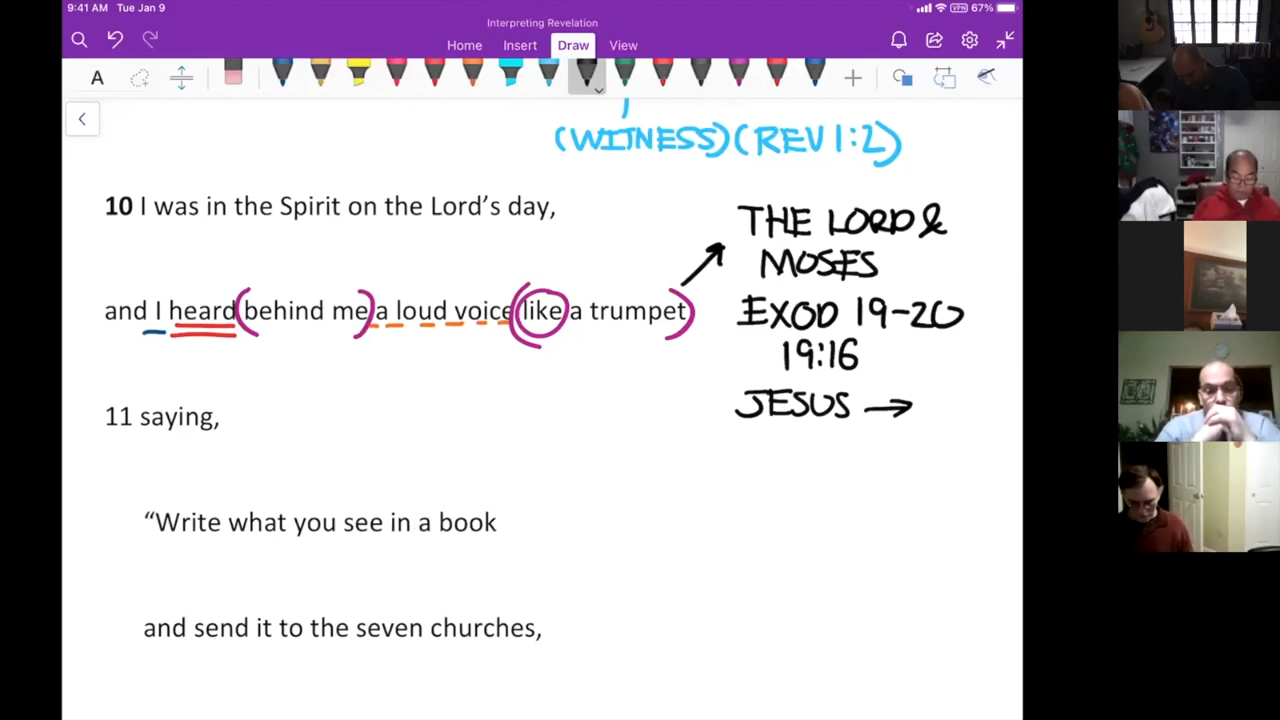 9:41 AM Tue Jan 9
VPN 67%
Interpreting Revelation
Home Insert Draw View
A
(WITNESS) (REV 1:2)
10 I was in the Spirit on the Lord's day,
THE LORD &
MOSES
and I heard (behind me) a loud voice (like a trumpet)
EXOD 19-20
19:16
JESUS →
11 saying,
“Write what you see in a book
and send it to the seven churches,